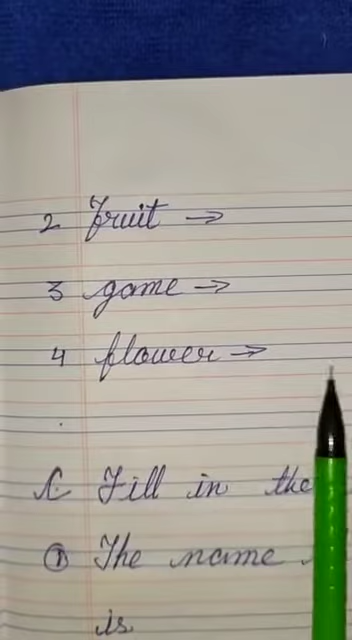 2 Fruit →
3 game →
4 flower →
C Fill in the
① The name
is